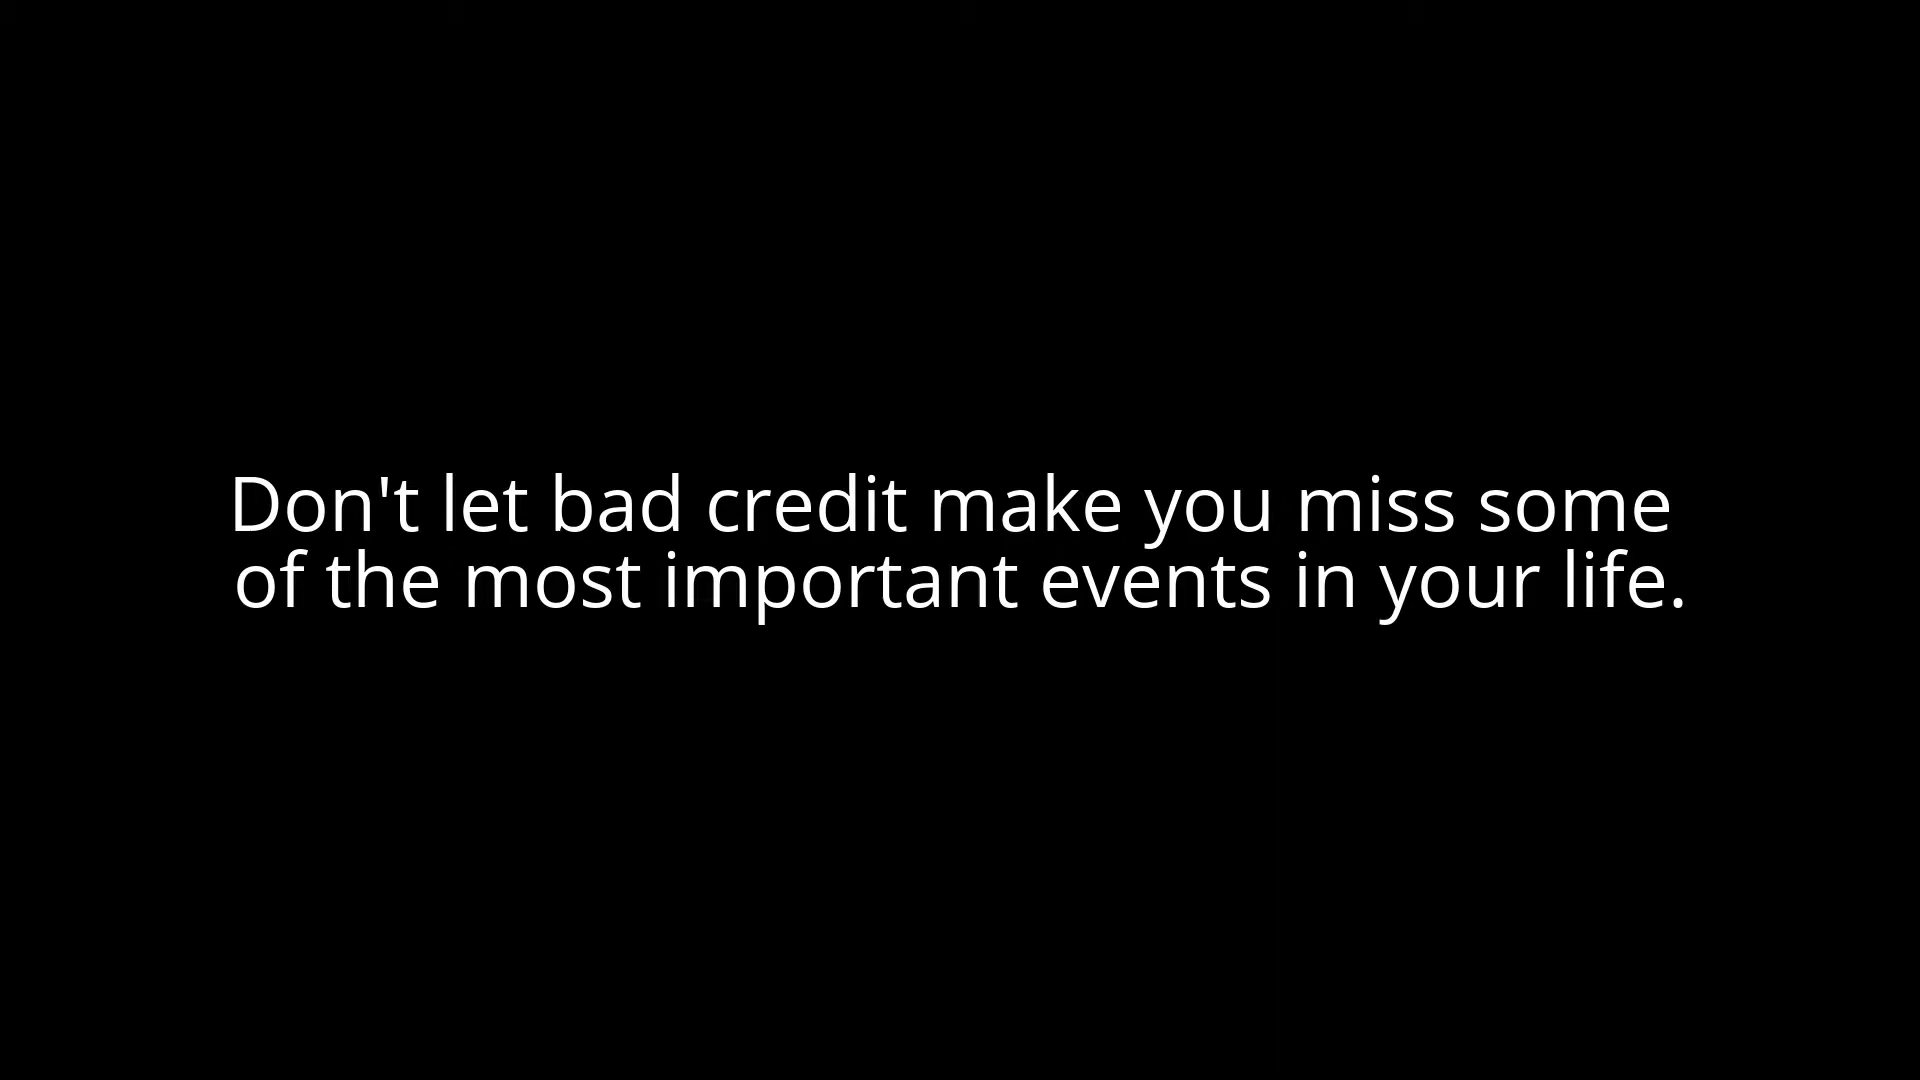 Don't let bad credit make you miss some
of the most important events in your life.